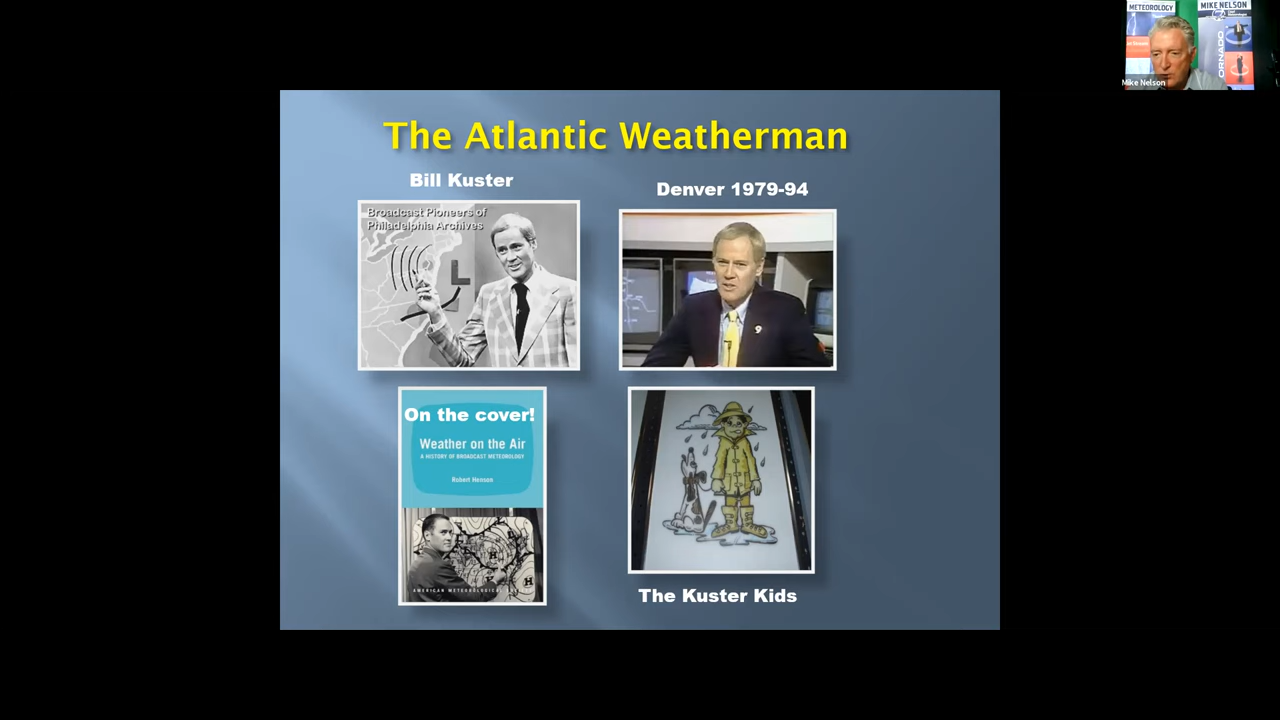 METEOROLOGY
MIKE NELSON
TORNADO
Mike Nelson
The Atlantic Weatherman
Bill Kuster
Denver 1979-94
Broadcast Pioneers of
Philadelphia Archives
L
9
On the cover!
Weather on the Air
A HISTORY OF BROADCAST METEOROLOGY
Robert Henson
H
L
H
H
H
AMERICAN METEOROLOGICAL
The Kuster Kids